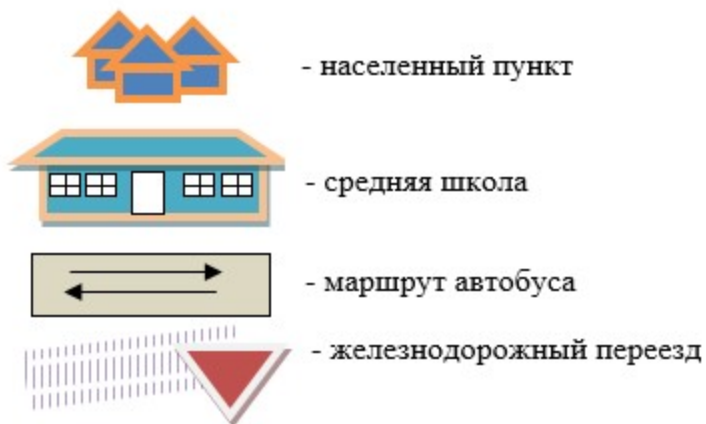 - населенный пункт
- средняя школа
- маршрут автобуса
- железнодорожный переезд